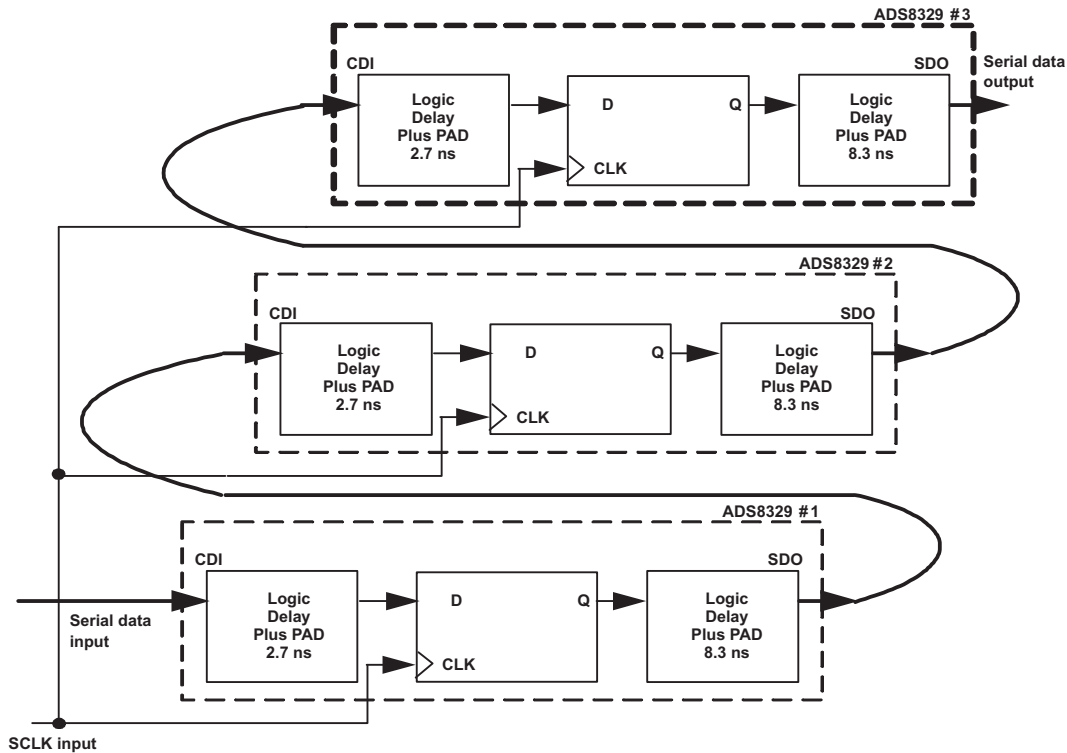 ADS8329 #3
CDI
SDO
Serial data
output
Logic
Delay
Plus PAD
2.7 ns
D
Q
CLK
Logic
Delay
Plus PAD
8.3 ns
ADS8329 #2
CDI
SDO
Logic
Delay
Plus PAD
2.7 ns
D
Q
CLK
Logic
Delay
Plus PAD
8.3 ns
ADS8329 #1
CDI
SDO
Serial data
input
Logic
Delay
Plus PAD
2.7 ns
D
Q
CLK
Logic
Delay
Plus PAD
8.3 ns
SCLK input